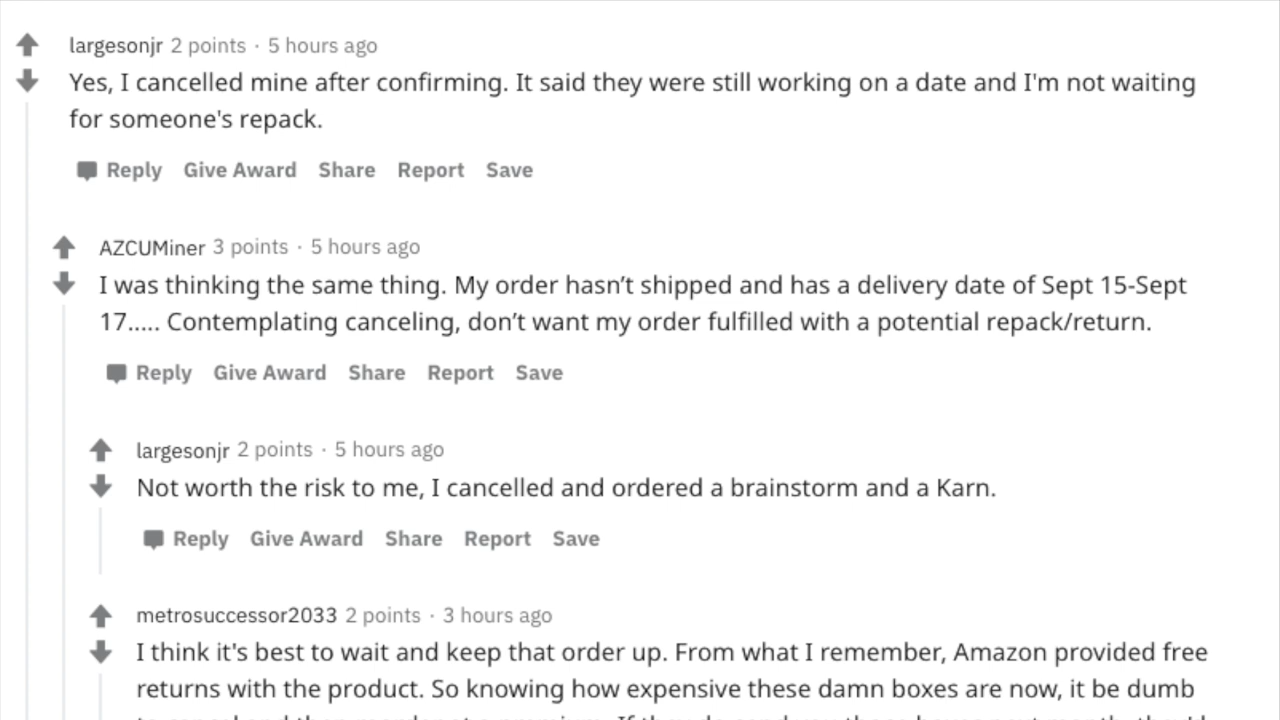 largesonjr 2 points · 5 hours ago
Yes, I cancelled mine after confirming. It said they were still working on a date and I'm not waiting
for someone's repack.
Reply Give Award Share Report Save
AZCUMiner 3 points · 5 hours ago
I was thinking the same thing. My order hasn’t shipped and has a delivery date of Sept 15-Sept
17..... Contemplating canceling, don’t want my order fulfilled with a potential repack/return.
Reply Give Award Share Report Save
largesonjr 2 points · 5 hours ago
Not worth the risk to me, I cancelled and ordered a brainstorm and a Karn.
Reply Give Award Share Report Save
metrosuccessor2033 2 points · 3 hours ago
I think it's best to wait and keep that order up. From what I remember, Amazon provided free
returns with the product. So knowing how expensive these damn boxes are now, it be dumb